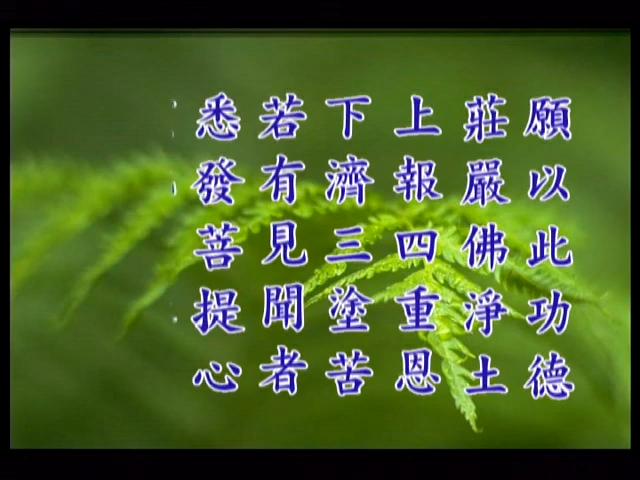 願以此功德
莊嚴佛淨土
上報四重恩
下濟三塗苦
若有見聞者
悉發菩提心